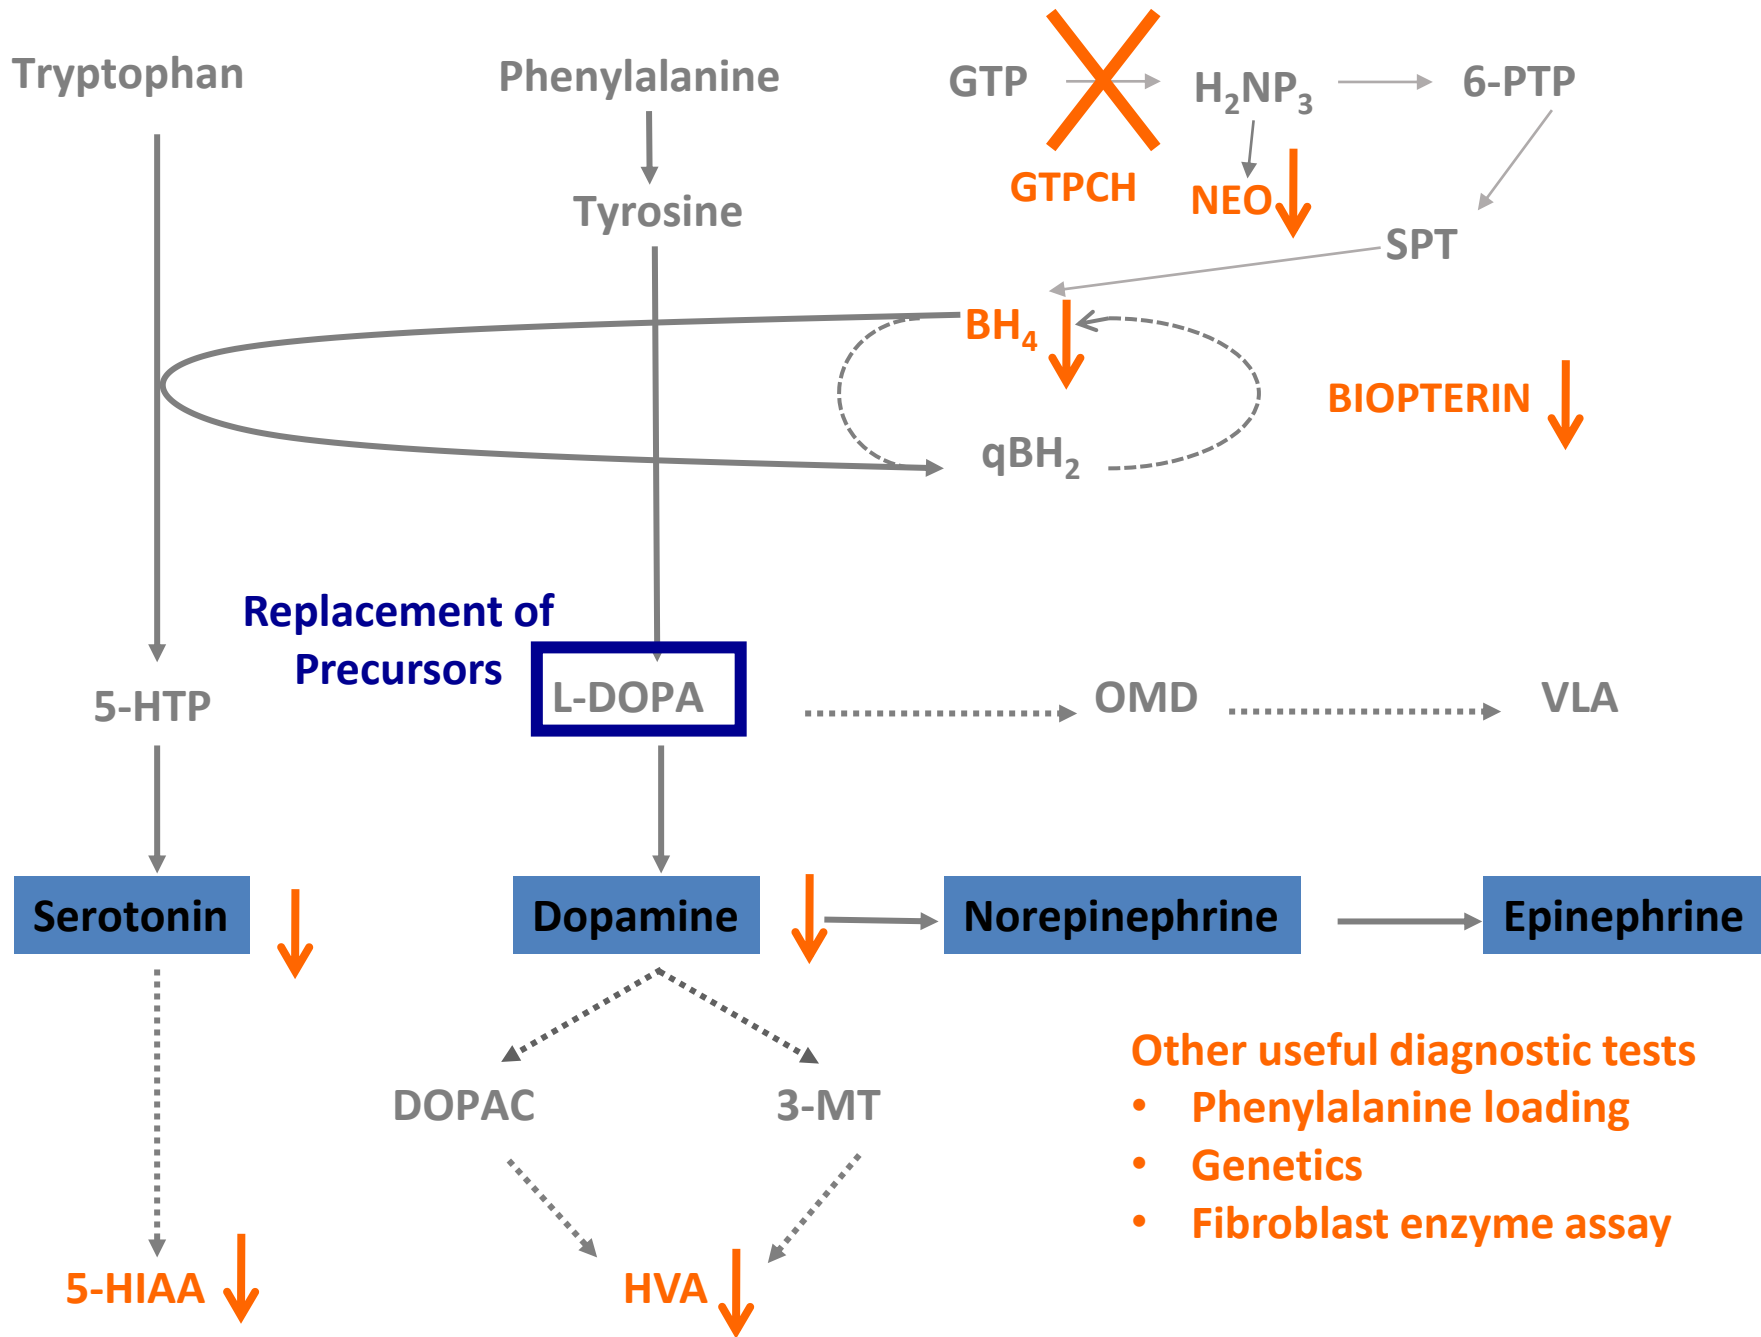 Tryptophan
Phenylalanine
GTP
H₂NP₃
6-PTP
GTPCH
NEO
Tyrosine
SPT
BH₄
BIOPTERIN
qBH₂
Replacement of
Precursors
5-HTP
L-DOPA
OMD
VLA
Serotonin
Dopamine
Norepinephrine
Epinephrine
DOPAC
3-MT
Other useful diagnostic tests
• Phenylalanine loading
• Genetics
• Fibroblast enzyme assay
5-HIAA
HVA